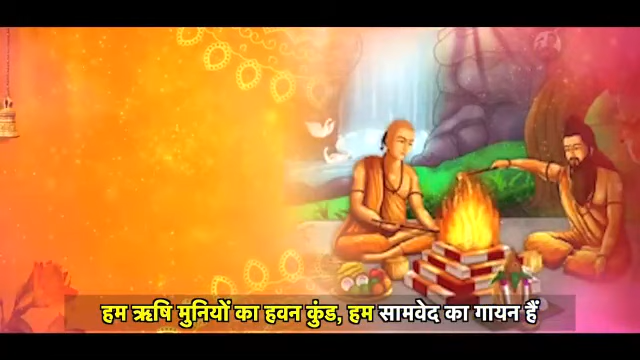 हम ऋषि मुनियों का हवन कुंड, हम सामवेद का गायन हैं